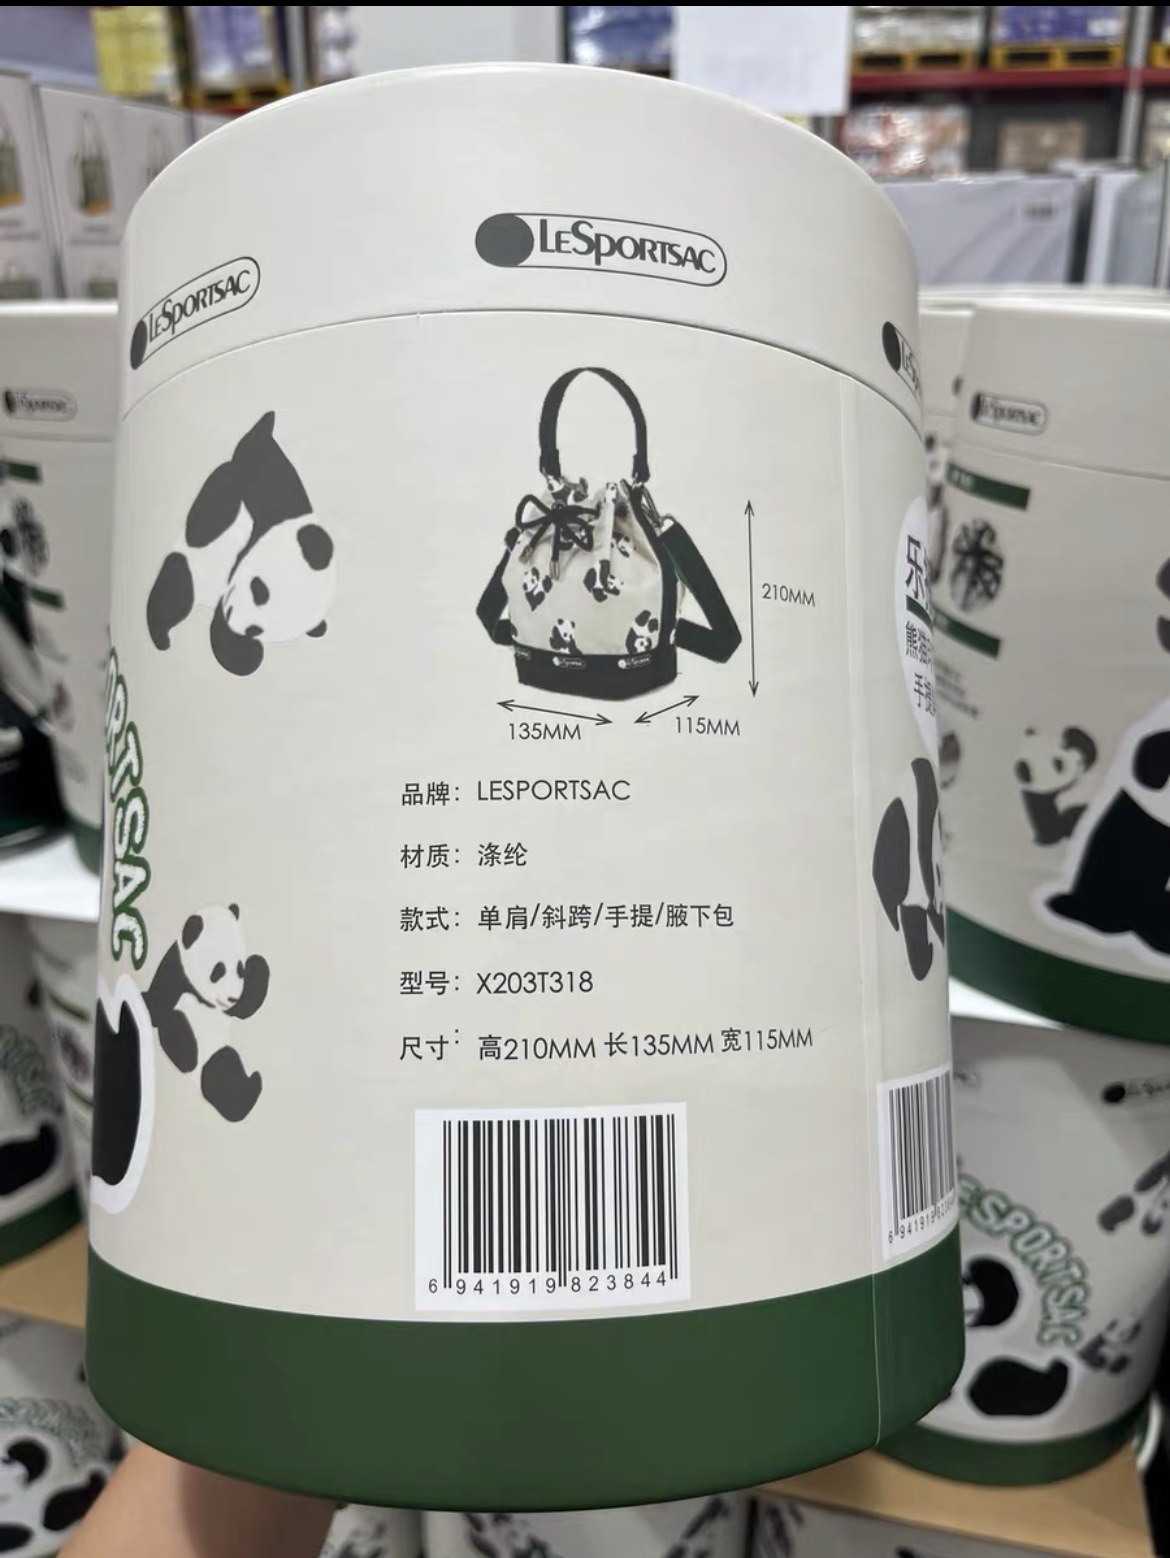 LESPORTSAC
LESPORTSAC
210MM
135MM
115MM
品牌：LESPORTSAC
材质：涤纶
款式：单肩/斜跨/手提/腋下包
型号：X203T318
尺寸：高210MM 长135MM 宽115MM
6 941919 823844